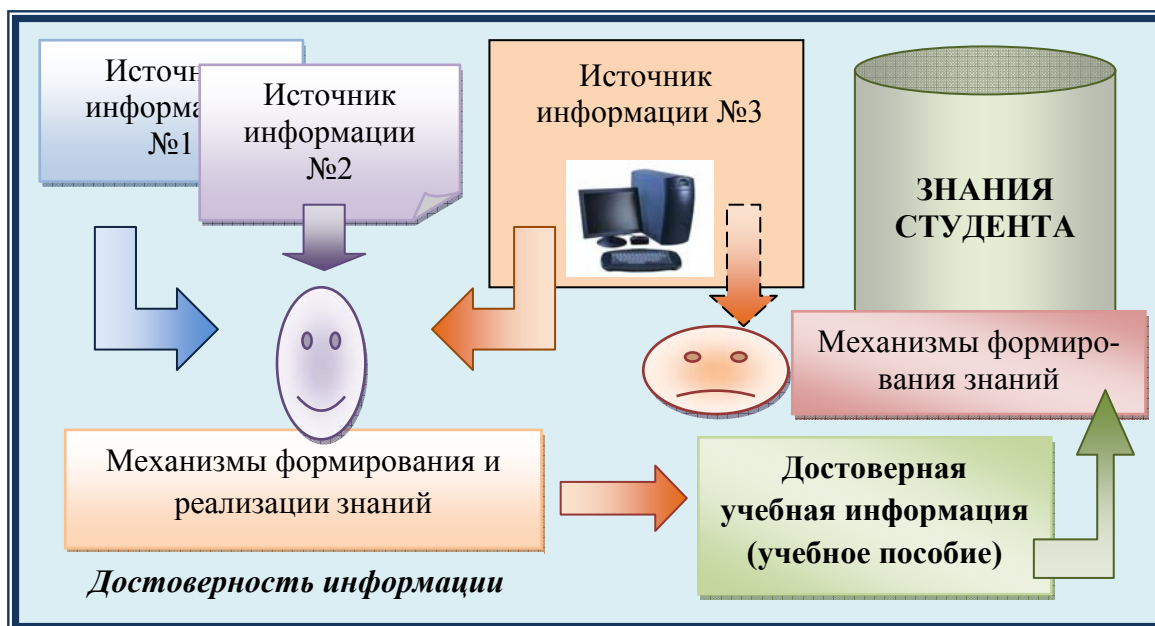 Источн
информа
№1
Источник
информации
№2
Источник
информации №3
ЗНАНИЯ
СТУДЕНТА
Механизмы формиро-
вания знаний
Механизмы формирования и
реализации знаний
Достоверная
учебная информация
(учебное пособие)
Достоверность информации